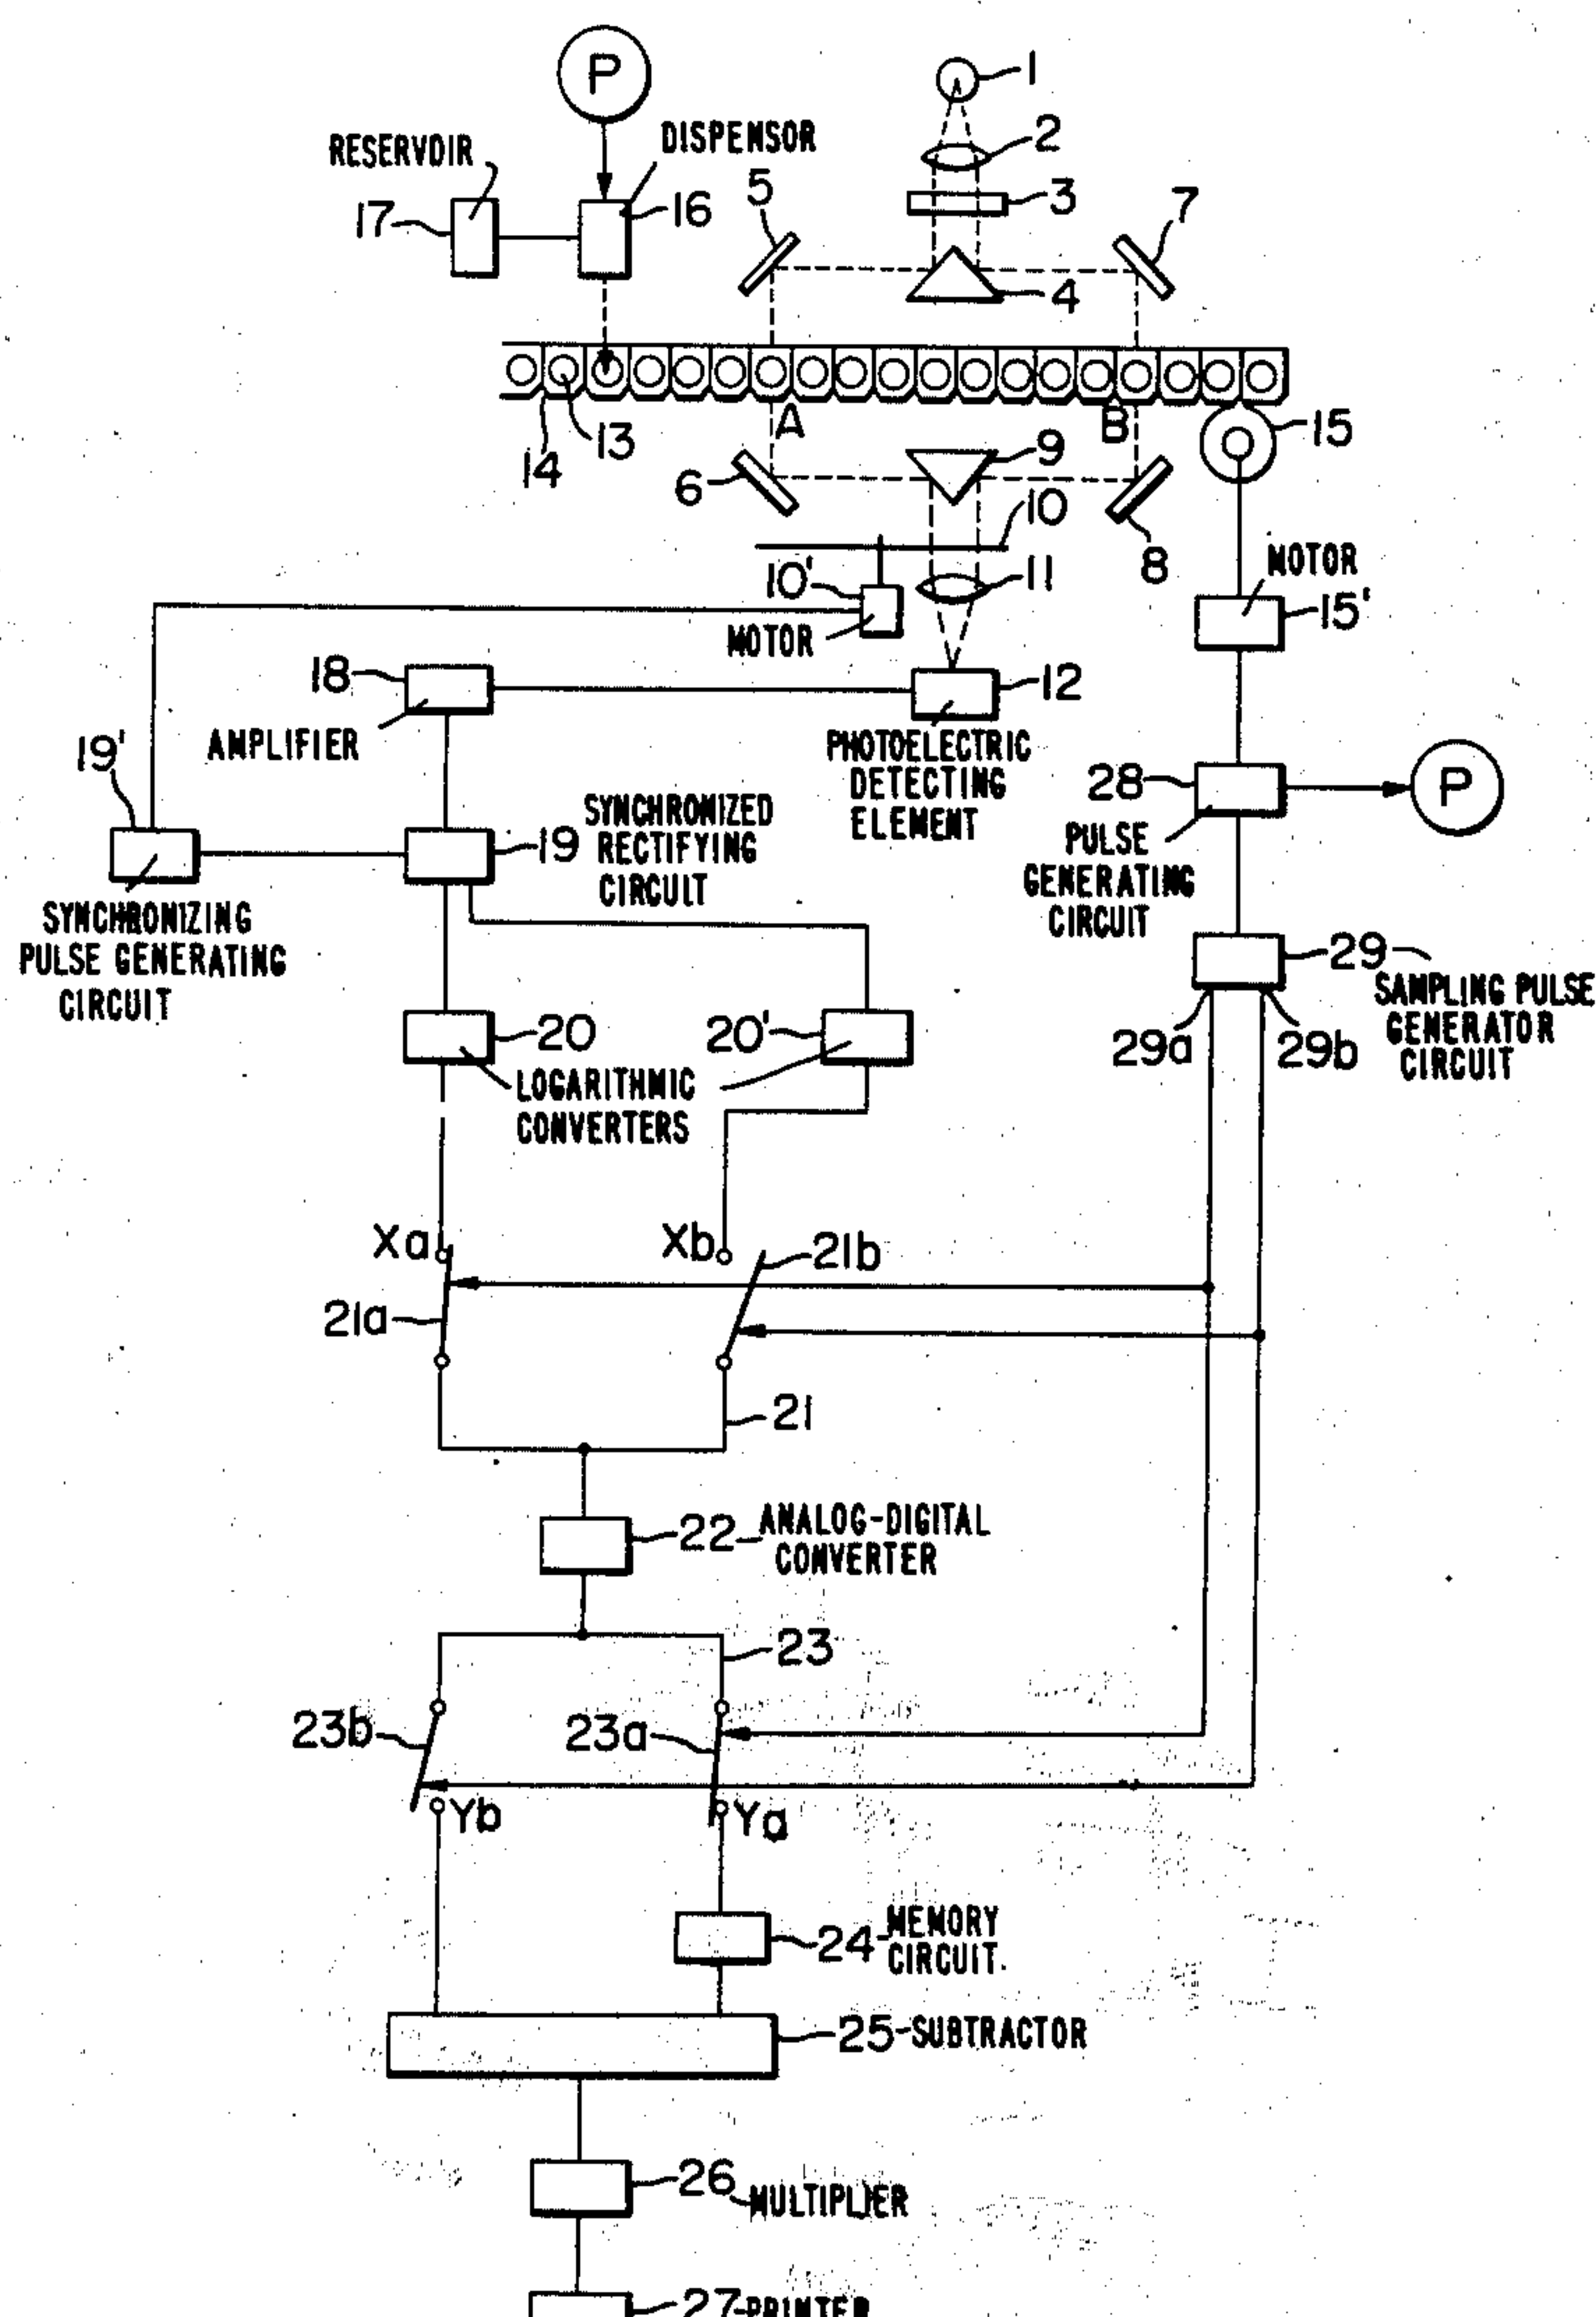 P
1
RESERVOIR
DISPENSOR
2
5
3
7
17
16
4
A
B
13
14
15
9
6
10
8
MOTOR
10'
11
15'
MOTOR
18
12
AMPLIFIER
PHOTOELECTRIC
DETECTING
ELEMENT
19'
28
P
SYNCHRONIZED
19 RECTIFYING
CIRCUIT
PULSE
GENERATING
CIRCUIT
SYNCHRONIZING
PULSE GENERATING
CIRCUIT
29
SAMPLING PULSE
GENERATOR
CIRCUIT
20
20'
29a
29b
LOGARITHMIC
CONVERTERS
Xa
Xb
21b
21a
21
22 ANALOG-DIGITAL
CONVERTER
23
23b
23a
Yb
Ya
24 MEMORY
CIRCUIT.
25-SUBTRACTOR
26
MULTIPLIER
27-PRINTER